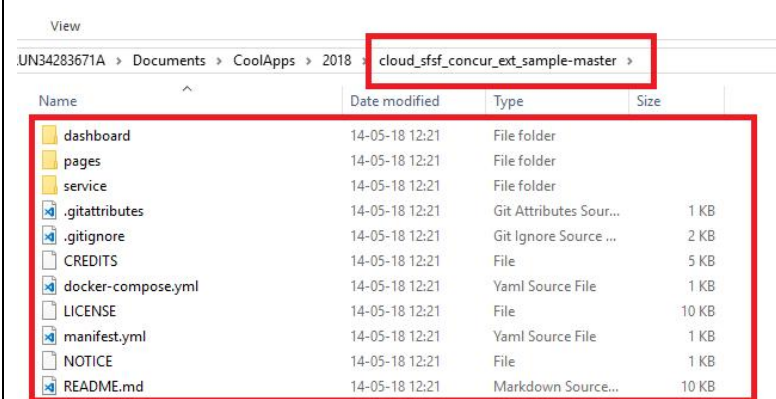 View
.UN34283671A > Documents > CoolApps > 2018 > cloud_sfsf_concur_ext_sample-master >
Name Date modified Type Size
dashboard 14-05-18 12:21 File folder
pages 14-05-18 12:21 File folder
service 14-05-18 12:21 File folder
.gitattributes 14-05-18 12:21 Git Attributes Sour... 1 KB
.gitignore 14-05-18 12:21 Git Ignore Source ... 2 KB
CREDITS 14-05-18 12:21 File 5 KB
docker-compose.yml 14-05-18 12:21 Yaml Source File 1 KB
LICENSE 14-05-18 12:21 File 10 KB
manifest.yml 14-05-18 12:21 Yaml Source File 1 KB
NOTICE 14-05-18 12:21 File 1 KB
README.md 14-05-18 12:21 Markdown Source... 10 KB